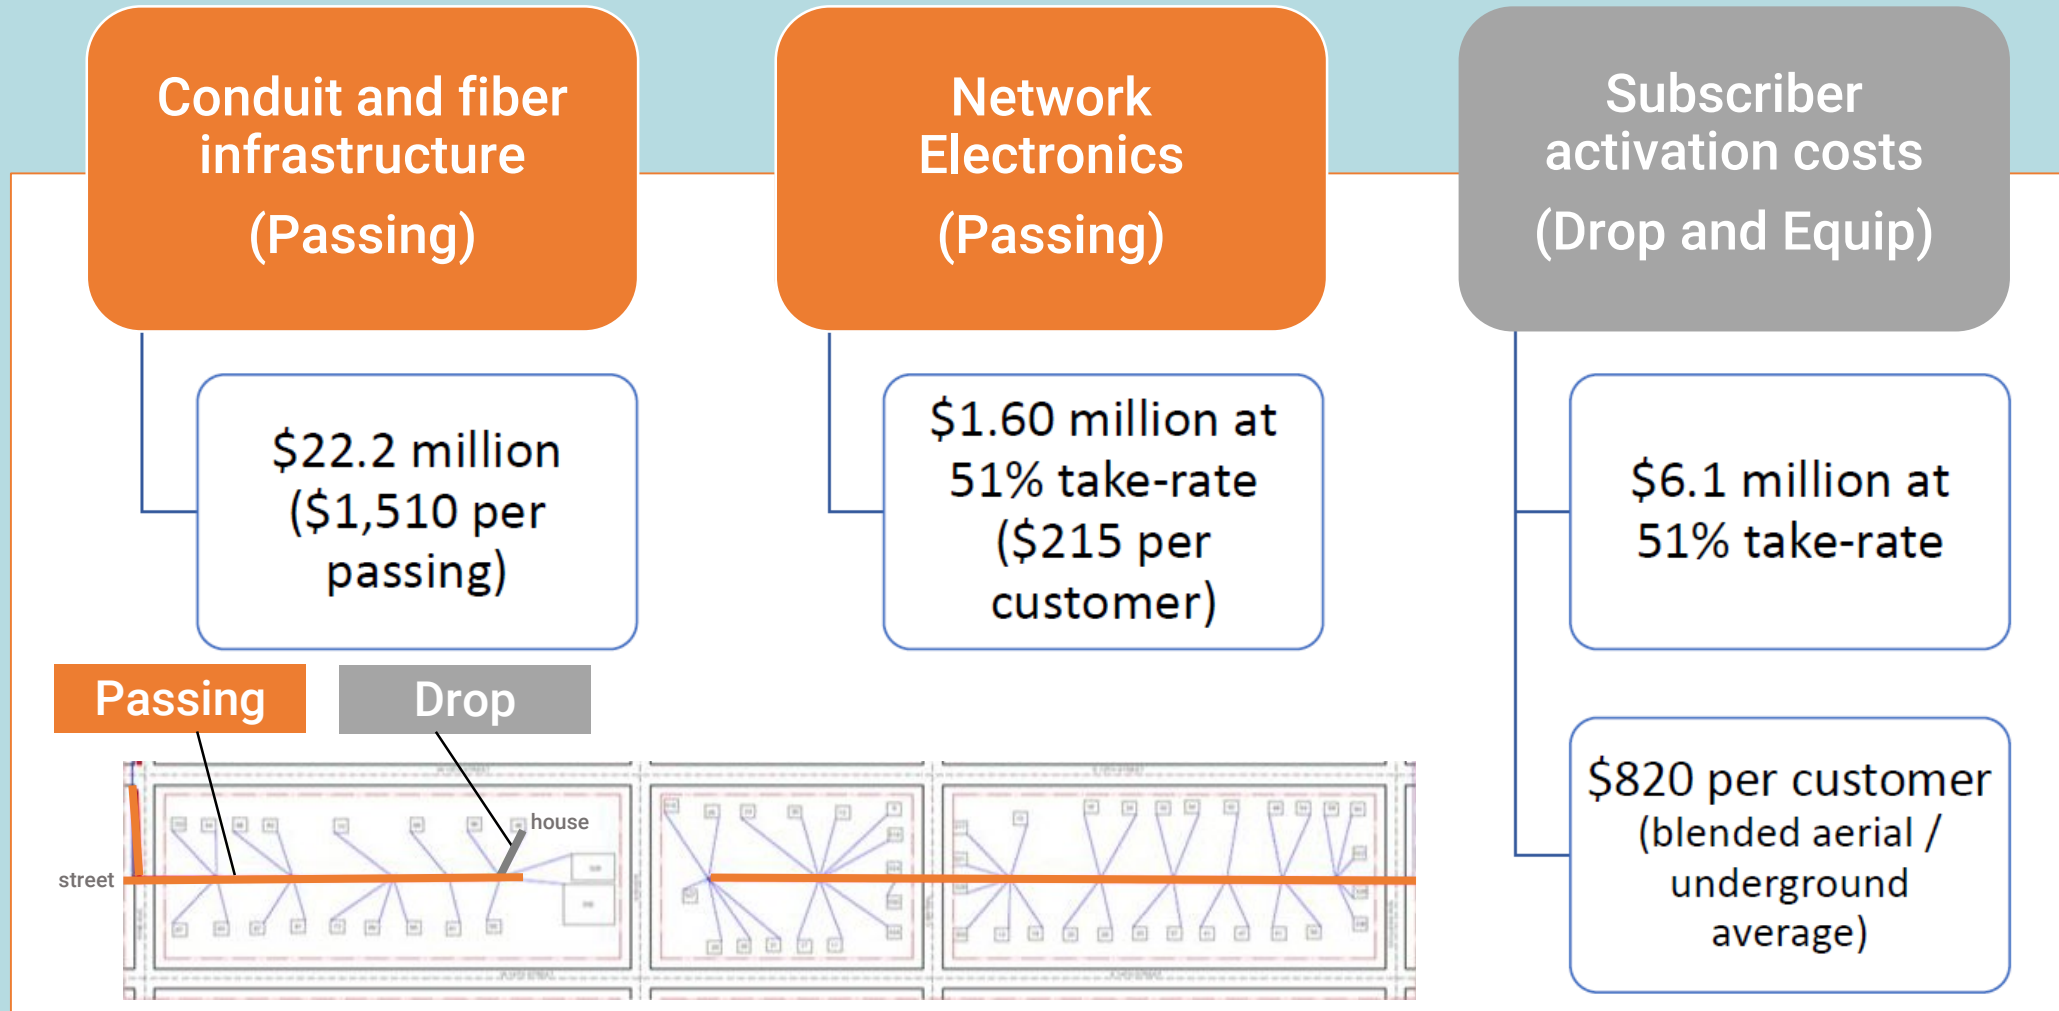 Conduit and fiber
infrastructure
(Passing)
Network
Electronics
(Passing)
Subscriber
activation costs
(Drop and Equip)
$22.2 million
($1,510 per
passing)
$1.60 million at
51% take-rate
($215 per
customer)
$6.1 million at
51% take-rate
$820 per customer
(blended aerial /
underground
average)
Passing
Drop
house
street